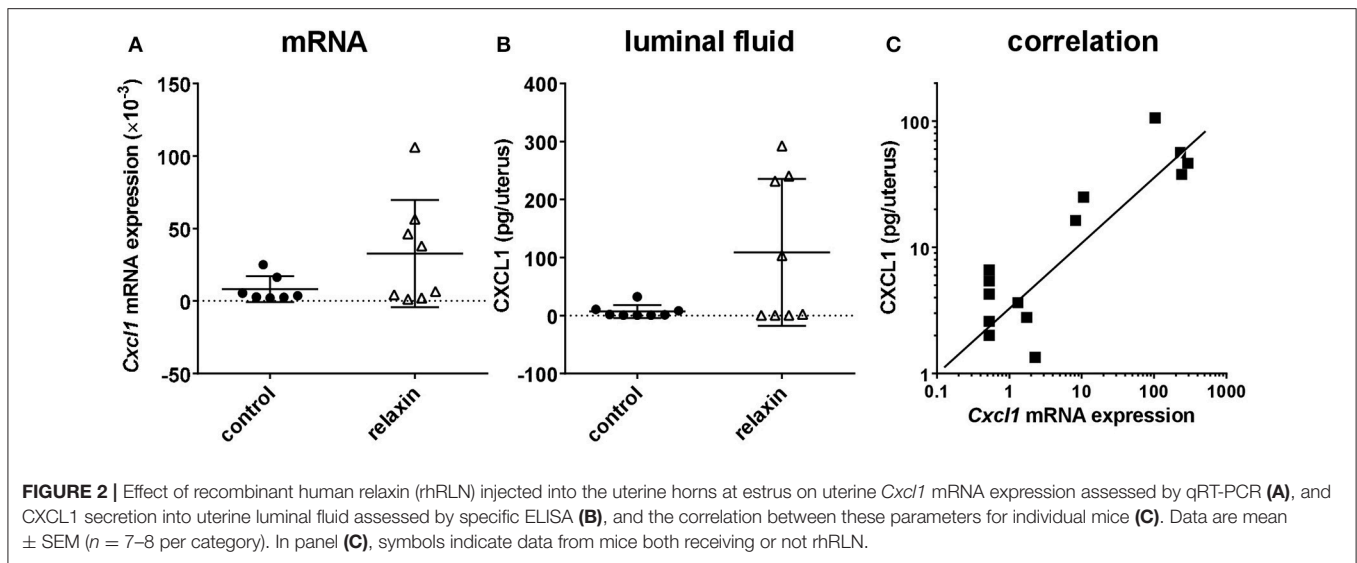 A mRNA
Cxcl1 mRNA expression (×10-3)
150
100
50
0
-50
control
relaxin
B luminal fluid
CXCL1 (pg/uterus)
400
300
200
100
0
-100
control
relaxin
C correlation
CXCL1 (pg/uterus)
100
10
1
0.1 1 10 100 1000
Cxcl1 mRNA expression
FIGURE 2 | Effect of recombinant human relaxin (rhRLN) injected into the uterine horns at estrus on uterine Cxcl1 mRNA expression assessed by qRT-PCR (A), and
CXCL1 secretion into uterine luminal fluid assessed by specific ELISA (B), and the correlation between these parameters for individual mice (C). Data are mean
± SEM (n = 7–8 per category). In panel (C), symbols indicate data from mice both receiving or not rhRLN.